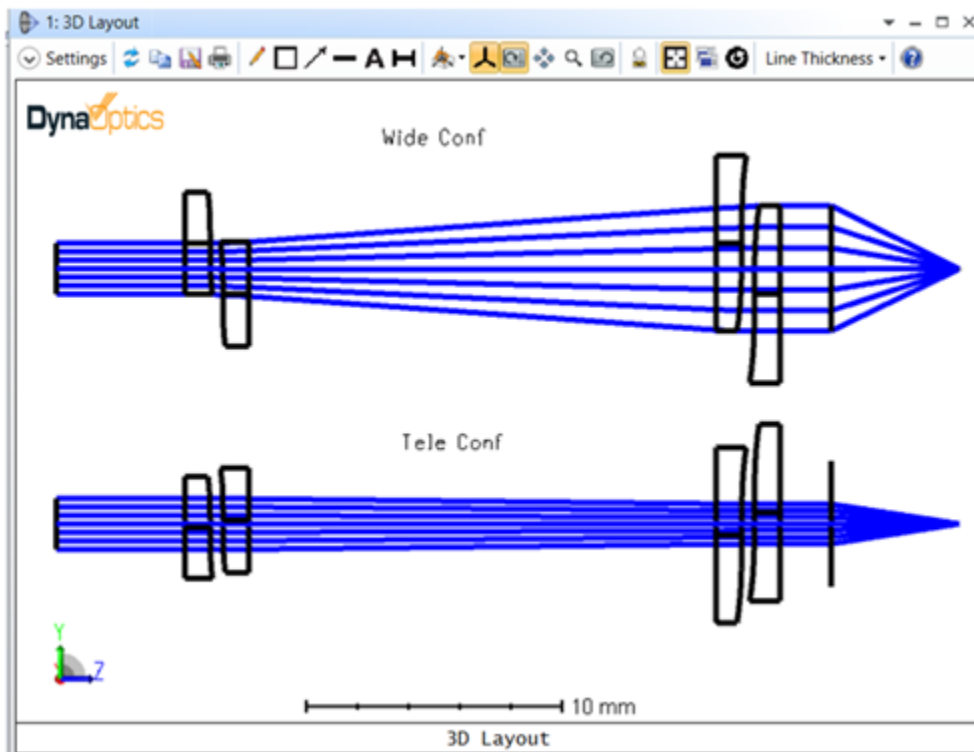 1: 3D Layout
Settings
Line Thickness
DynaOptics
Wide Conf
Tele Conf
Y
Z
10 mm
3D Layout